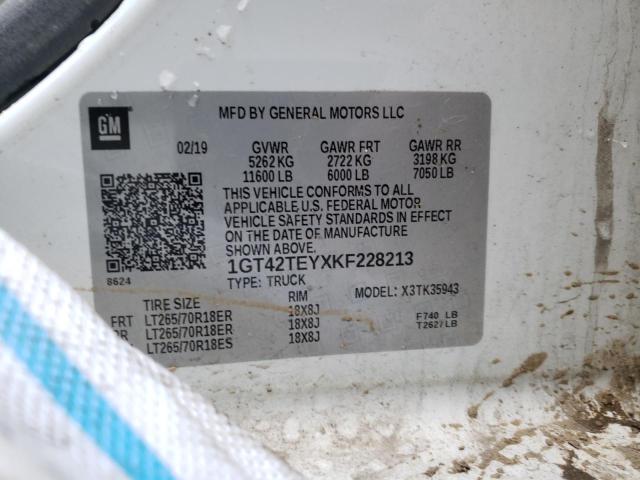 GM
MFD BY GENERAL MOTORS LLC
02/19 GVWR GAWR FRT GAWR RR
5262 KG 2722 KG 3198 KG
11600 LB 6000 LB 7050 LB
THIS VEHICLE CONFORMS TO ALL
APPLICABLE U.S. FEDERAL MOTOR
VEHICLE SAFETY STANDARDS IN EFFECT
ON THE DATE OF MANUFACTURE
SHOWN ABOVE.
8624 1GT42TEYXKF228213
TYPE: TRUCK MODEL: X3TK35943
TIRE SIZE RIM
FRT LT265/70R18ER 18X8J F740 LB
RR LT265/70R18ER 18X8J T2627LB
LT265/70R18ES 18X8J